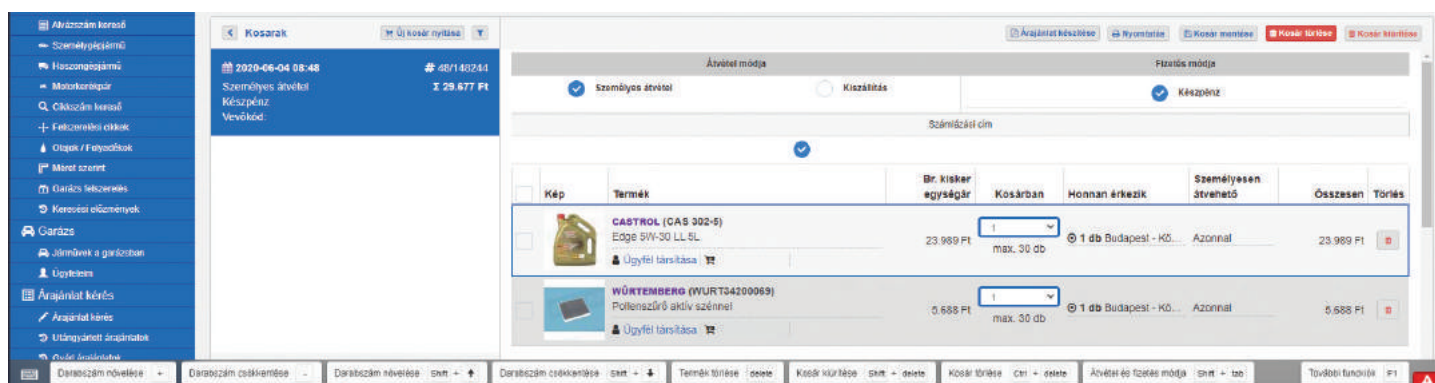 Alvázszám kereső
Személygépjármű
Haszongépjármű
Motorkerékpár
Cikkszám kereső
Felszerelési cikkek
Olajok / Folyadékok
Méret szerint
Garázs felszerelés
Keresési előzmények
Garázs
Járművek a garázsban
Ügyfeleim
Árajánlat kérés
Árajánlat kérés
Utángyártott árajánlatok
Gyári árajánlatok
Kosarak
Új kosár nyitása
2020-06-04 08:48 # 48/148244
Személyes átvétel Σ 29.677 Ft
Készpénz
Vevőkód:
Árajánlat készítése Nyomtatás Kosár mentése Kosár törlése Kosár kiürítése
Átvétel módja Fizetés módja
Személyes átvétel Kiszállítás Készpénz
Számlázási cím
Kép Termék Br. kisker egységár Kosárban Honnan érkezik Személyesen átvehető Összesen Törlés
CASTROL (CAS 302-5)
Edge 5W-30 LL 5L
23.989 Ft 1 1 db Budapest - Kő... Azonnal 23.989 Ft
max. 30 db
Ügyfél társítása
WÜRTEMBERG (WURT34200069)
Pollenszűrő aktív szénnel
5.688 Ft 1 1 db Budapest - Kő... Azonnal 5.688 Ft
max. 30 db
Ügyfél társítása
Darabszám növelése + Darabszám csökkentése - Darabszám növelése Shift + ↑ Darabszám csökkentése Shift + ↓ Termék törlése delete Kosár kiürítése Shift + delete Kosár törlése Ctrl + delete Átvétel és fizetés módja Shift + tab További funkciók F1